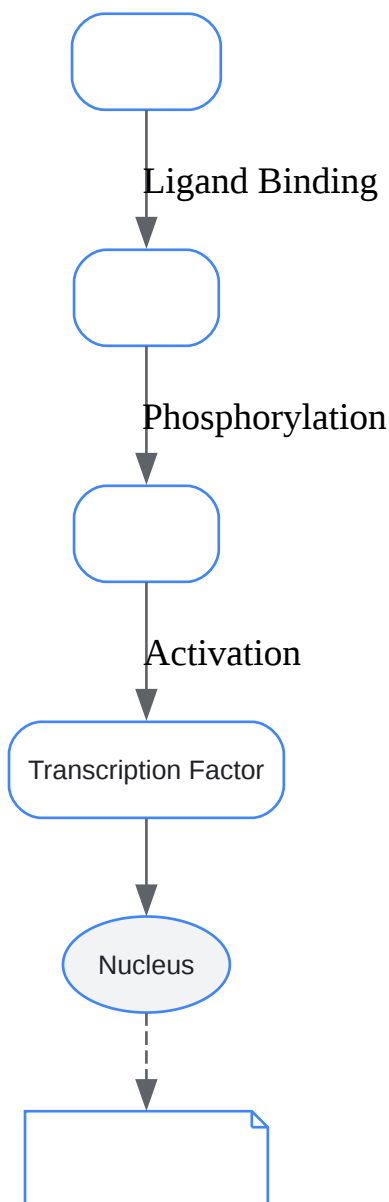 Ligand Binding
Phosphorylation
Activation
Transcription Factor
Nucleus